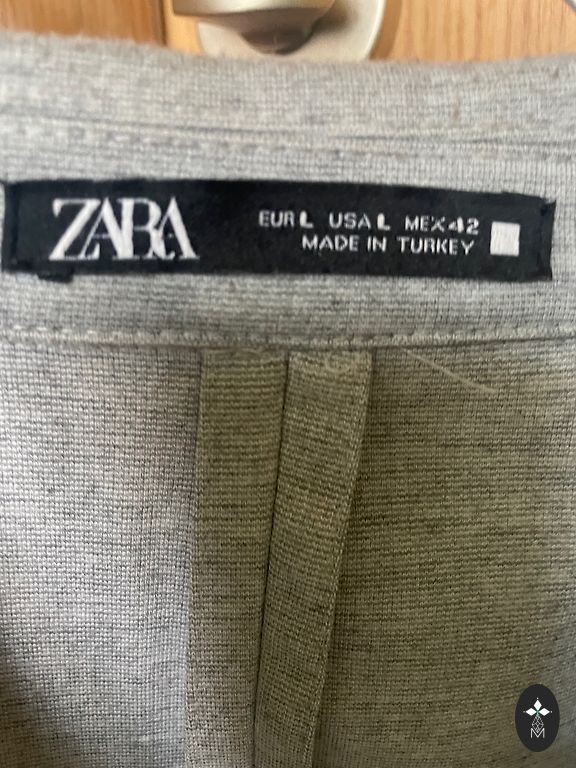 ZARA
EUR L USA L MEX 42
MADE IN TURKEY
M